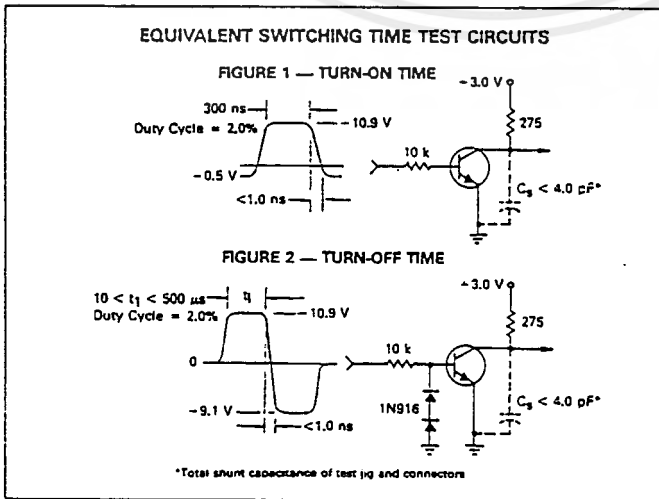 EQUIVALENT SWITCHING TIME TEST CIRCUITS
FIGURE 1 — TURN-ON TIME
300 ns
Duty Cycle = 2.0%
-10.9 V
-0.5 V
<1.0 ns
-3.0 V
275
10 k
C_s < 4.0 pF*
FIGURE 2 — TURN-OFF TIME
10 < t1 < 500 µs
t1
Duty Cycle = 2.0%
-10.9 V
0
-9.1 V
<1.0 ns
-3.0 V
275
10 k
1N916
C_s < 4.0 pF*
*Total shunt capacitance of test jig and connectors